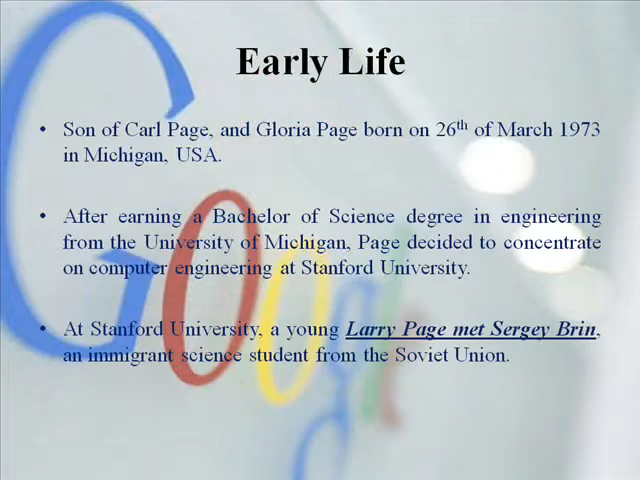 Early Life
• Son of Carl Page, and Gloria Page born on 26th of March 1973
in Michigan, USA.
• After earning a Bachelor of Science degree in engineering
from the University of Michigan, Page decided to concentrate
on computer engineering at Stanford University.
• At Stanford University, a young Larry Page met Sergey Brin,
an immigrant science student from the Soviet Union.
Google